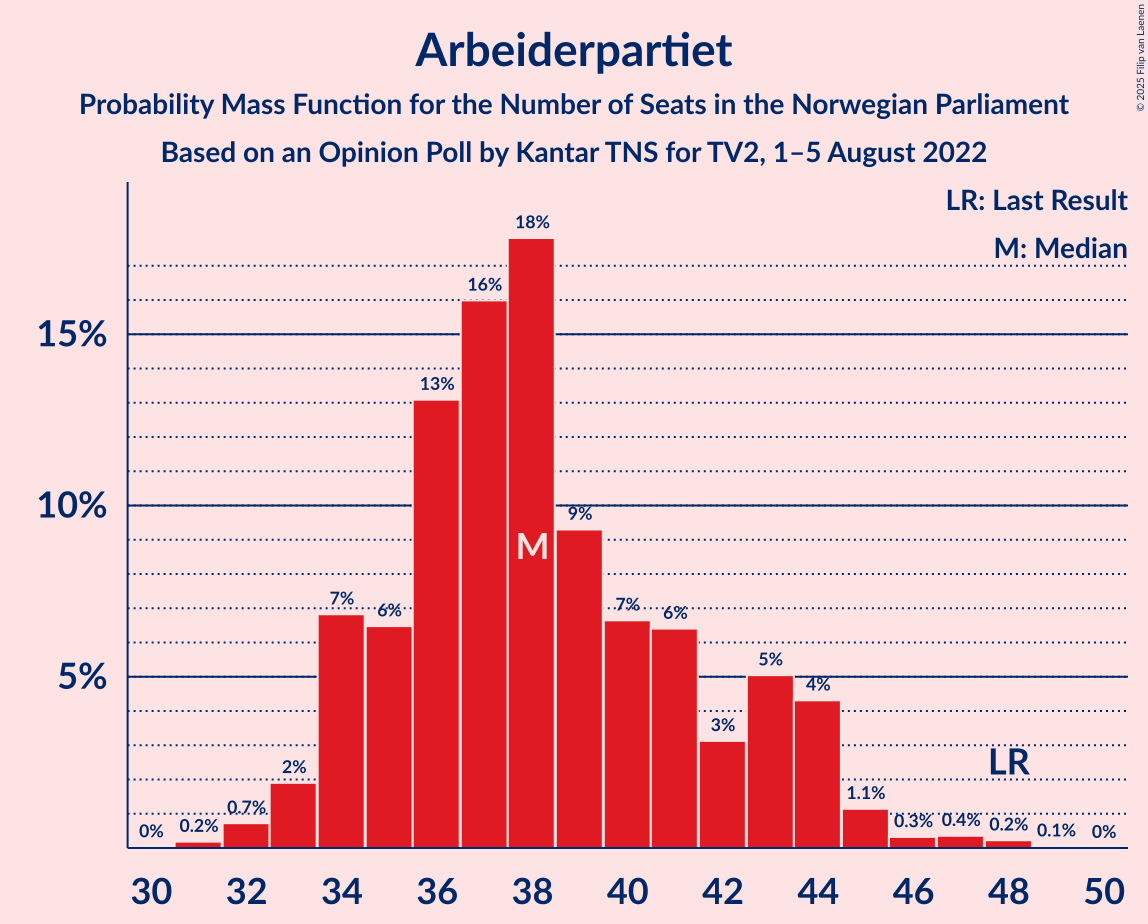 Arbeiderpartiet
Probability Mass Function for the Number of Seats in the Norwegian Parliament
Based on an Opinion Poll by Kantar TNS for TV2, 1–5 August 2022
© 2025 Filip van Laenen
LR: Last Result
M: Median
15%
10%
5%
0%
0.2%
0.7%
2%
7%
6%
13%
16%
18%
9%
7%
6%
3%
5%
4%
1.1%
0.3%
0.4%
0.2%
0.1%
0%
M
LR
30 32 34 36 38 40 42 44 46 48 50